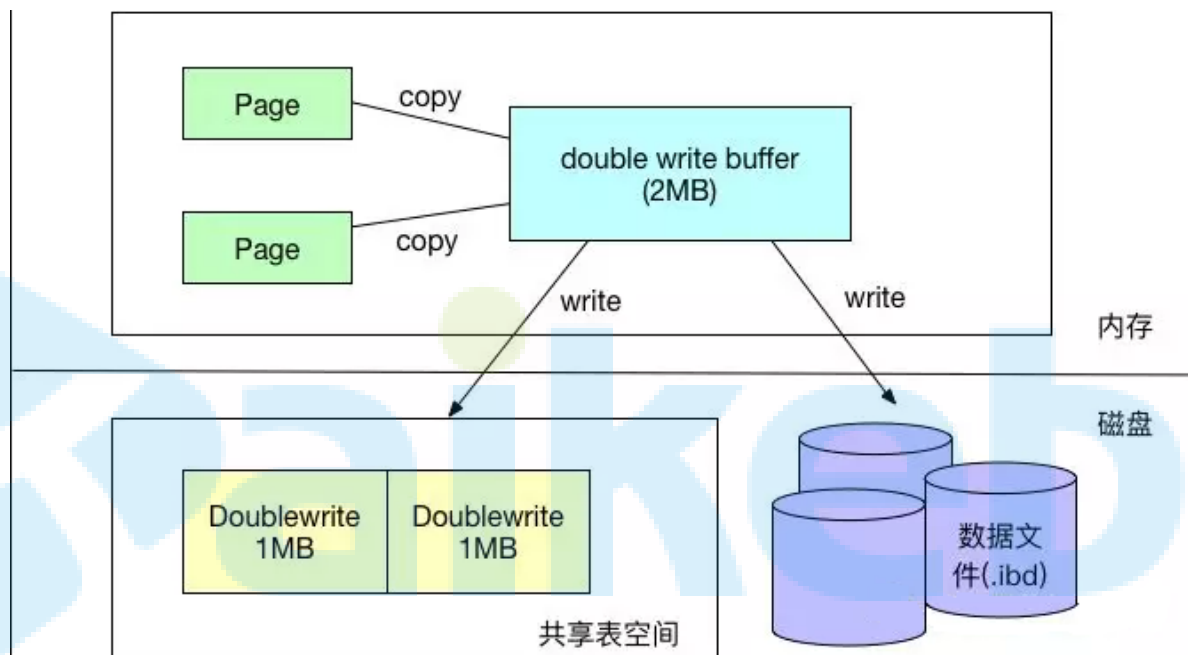 Page
copy
double write buffer
(2MB)
Page
copy
write
write
内存
磁盘
Doublewrite
1MB
Doublewrite
1MB
数据文
件(.ibd)
共享表空间
aikeb